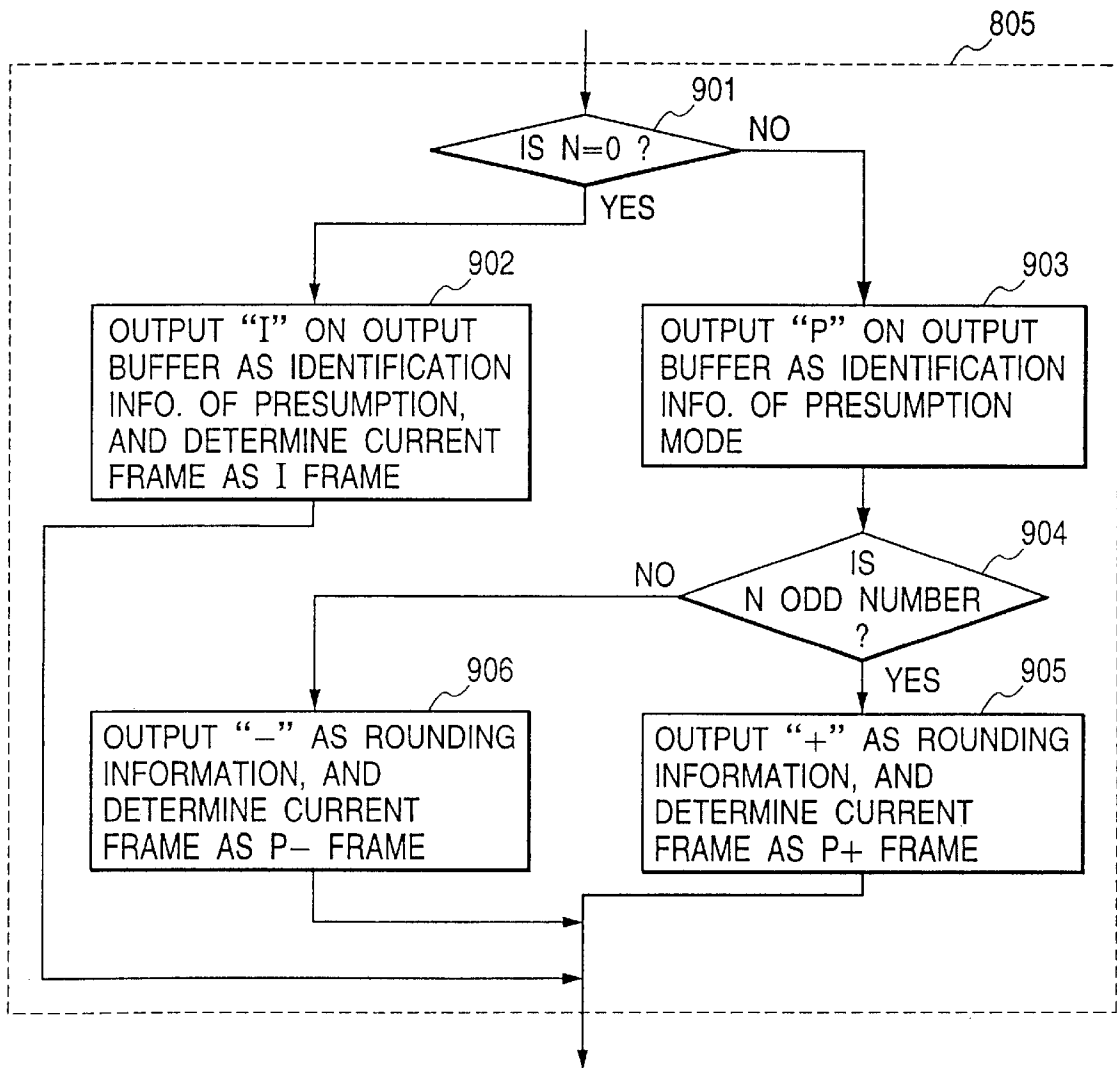 805
901
IS N=0 ?
NO
YES
902
OUTPUT “I” ON OUTPUT
BUFFER AS IDENTIFICATION
INFO. OF PRESUMPTION,
AND DETERMINE CURRENT
FRAME AS I FRAME
903
OUTPUT “P” ON OUTPUT
BUFFER AS IDENTIFICATION
INFO. OF PRESUMPTION
MODE
904
IS
N ODD NUMBER
?
NO
YES
906
OUTPUT “−” AS ROUNDING
INFORMATION, AND
DETERMINE CURRENT
FRAME AS P− FRAME
905
OUTPUT “+” AS ROUNDING
INFORMATION, AND
DETERMINE CURRENT
FRAME AS P+ FRAME